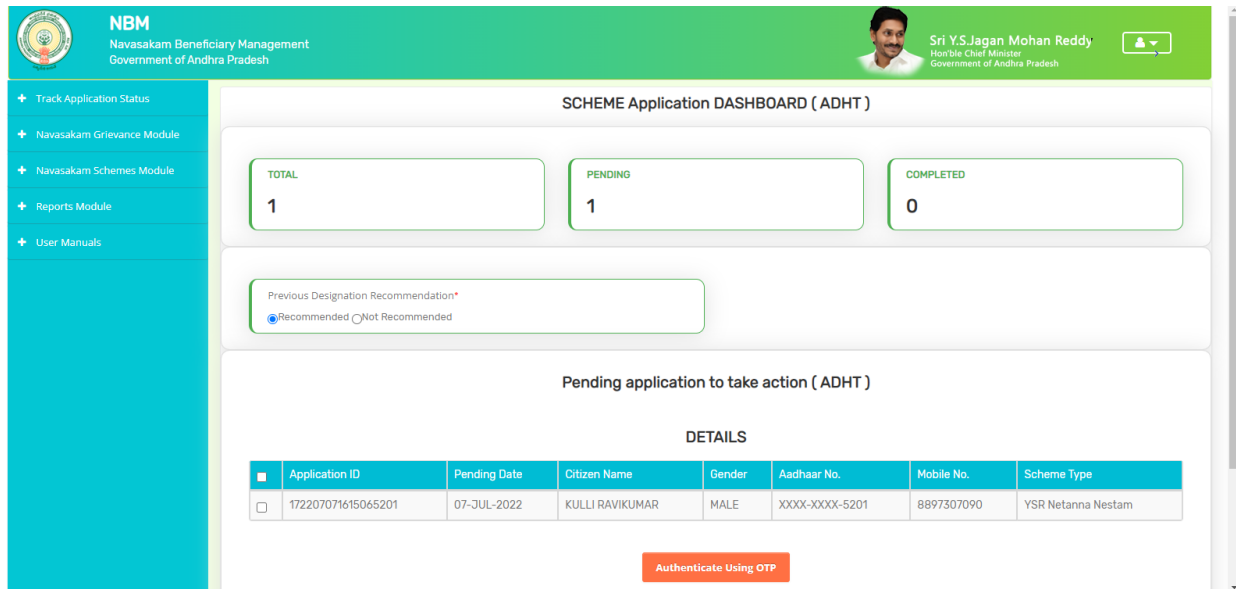 NBM
Navasakam Beneficiary Management
Government of Andhra Pradesh
Sri Y.S.Jagan Mohan Reddy
Hon'ble Chief Minister
Government of Andhra Pradesh
Track Application Status
Navasakam Grievance Module
Navasakam Schemes Module
Reports Module
User Manuals
SCHEME Application DASHBOARD ( ADHT )
TOTAL
1
PENDING
1
COMPLETED
0
Previous Designation Recommendation*
Recommended Not Recommended
Pending application to take action ( ADHT )
DETAILS
Application ID Pending Date Citizen Name Gender Aadhaar No. Mobile No. Scheme Type
172207071615065201 07-JUL-2022 KULLI RAVIKUMAR MALE XXXX-XXXX-5201 8897307090 YSR Netanna Nestam
Authenticate Using OTP